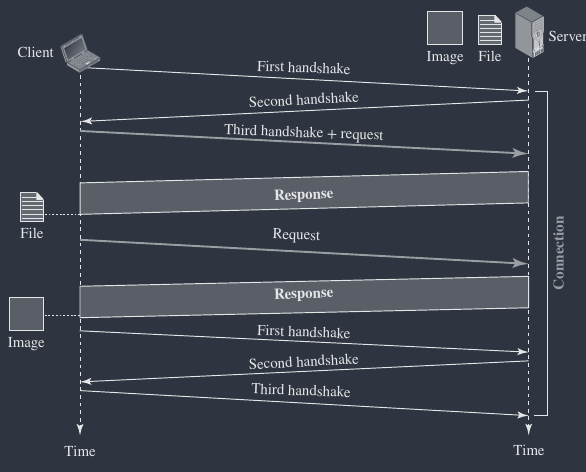 Client
Image
File
Server
First handshake
Second handshake
Third handshake + request
Response
File
Request
Connection
Response
Image
First handshake
Second handshake
Third handshake
Time
Time